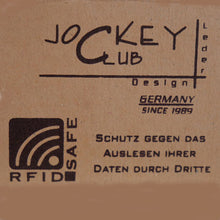 JOCKEY
CLUB
Leder
Design
GERMANY
SINCE 1989
RFID SAFE
SCHUTZ GEGEN DAS
AUSLESEN IHRER
DATEN DURCH DRITTE